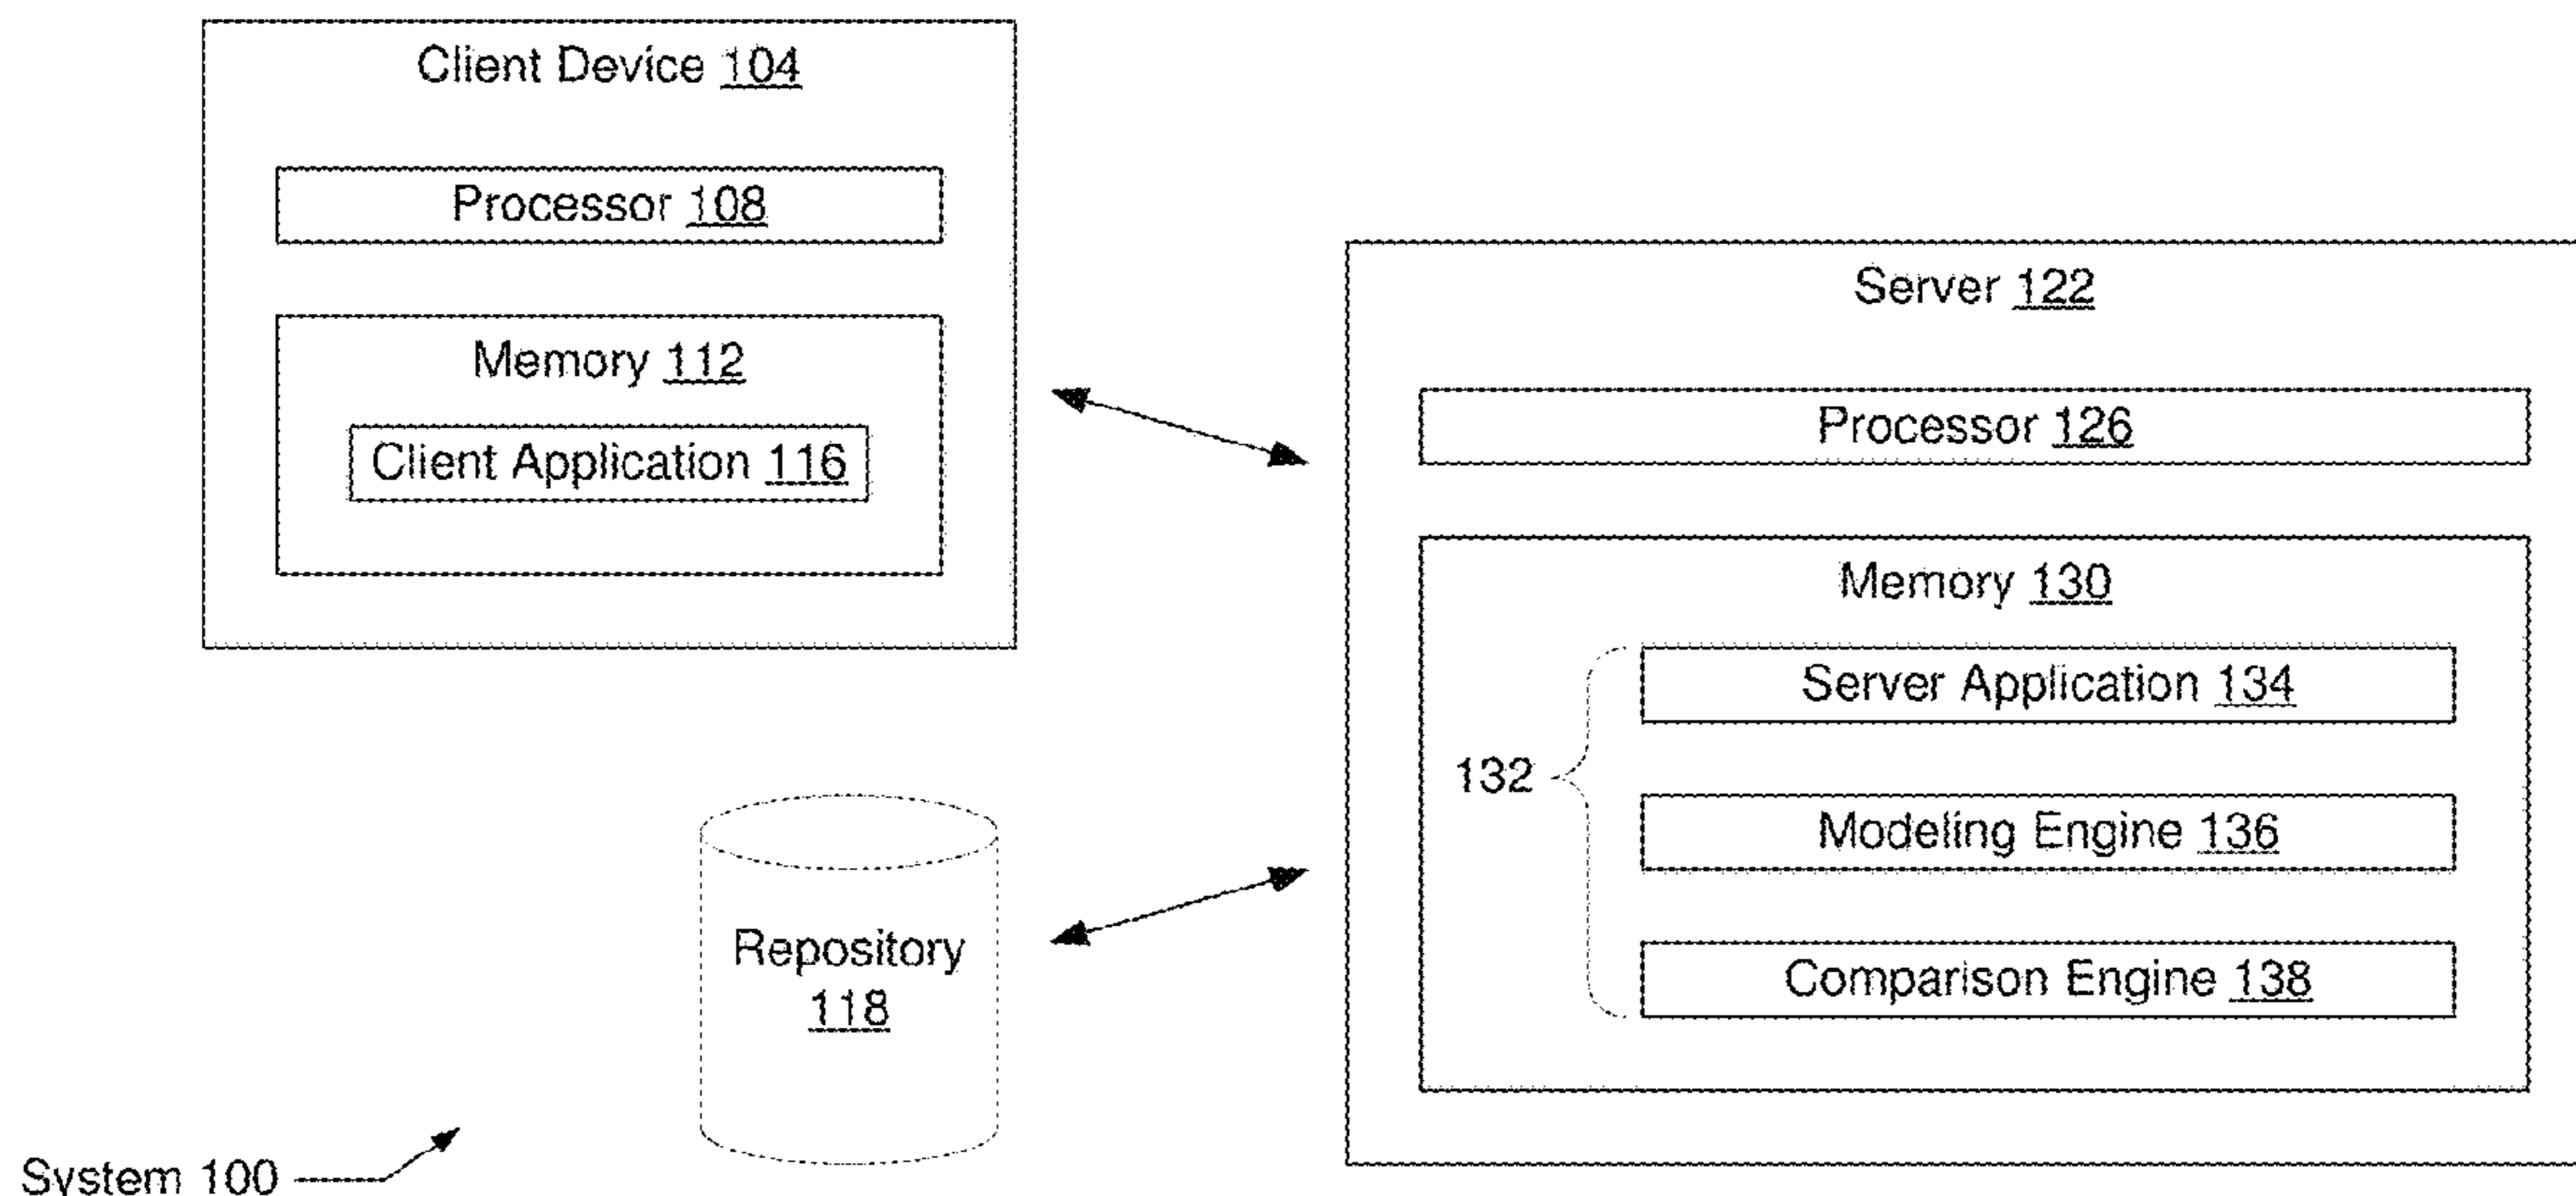 Client Device 104
Processor 108
Memory 112
Client Application 116
Server 122
Processor 126
Memory 130
132
Server Application 134
Modeling Engine 136
Comparison Engine 138
Repository
118
System 100